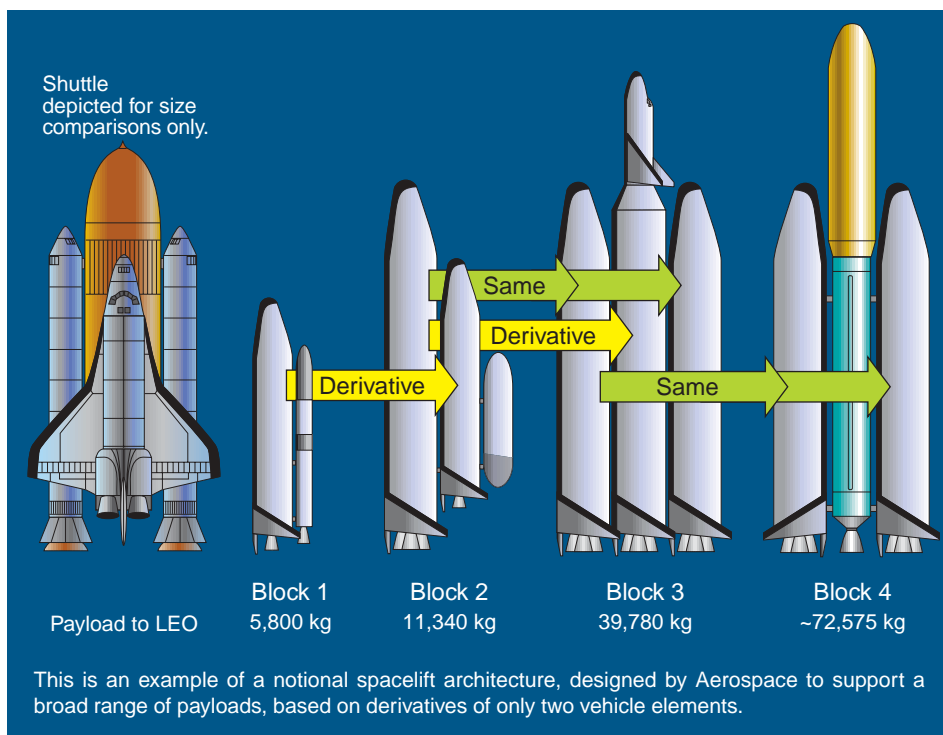 Shuttle
depicted for size
comparisons only.
Same
Derivative
Derivative
Same
Block 1
Block 2
Block 3
Block 4
Payload to LEO
5,800 kg
11,340 kg
39,780 kg
~72,575 kg
This is an example of a notional spacelift architecture, designed by Aerospace to support a
broad range of payloads, based on derivatives of only two vehicle elements.